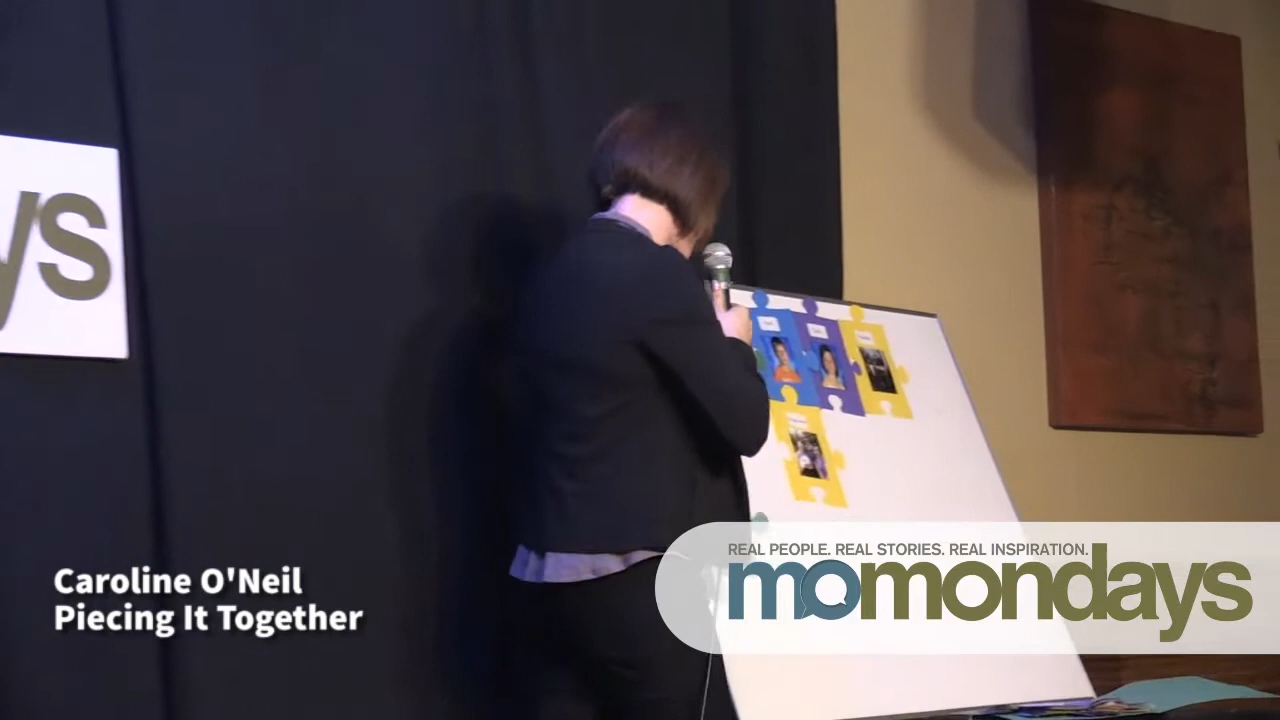 ys
Caroline O'Neil
Piecing It Together
REAL PEOPLE. REAL STORIES. REAL INSPIRATION.
momondays